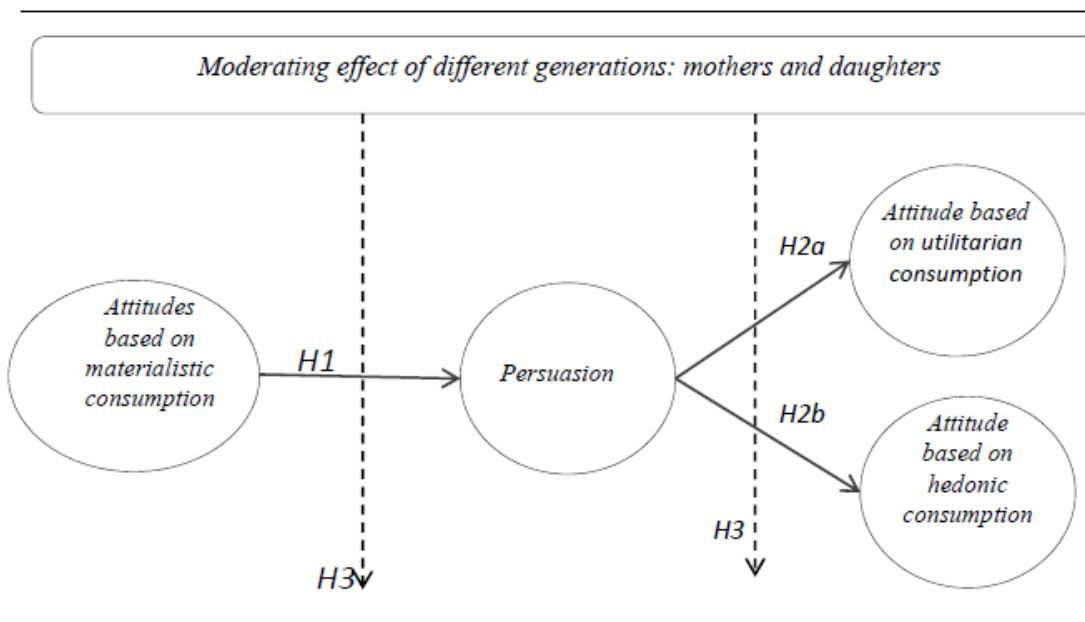 Moderating effect of different generations: mothers and daughters
Attitude based
on utilitarian
consumption
H2a
Attitudes
based on
materialistic
consumption
H1
Persuasion
H2b
Attitude
based on
hedonic
consumption
H3
H3